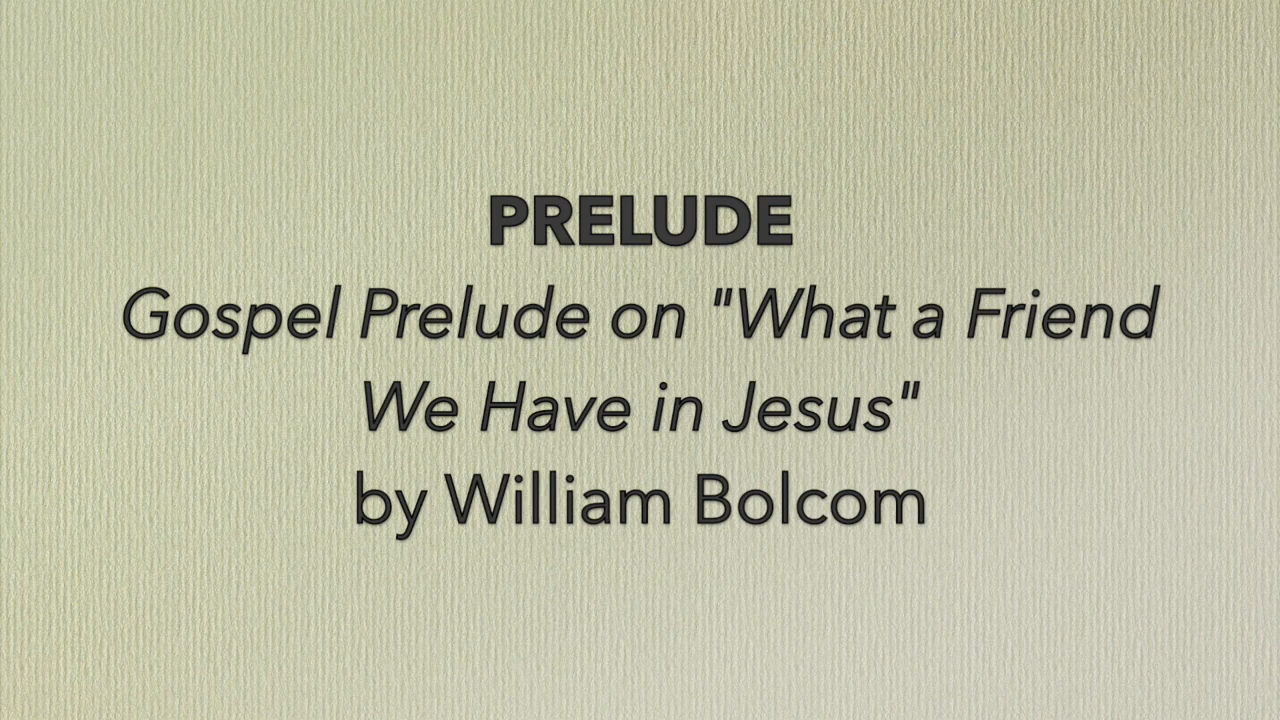 PRELUDE
Gospel Prelude on "What a Friend
We Have in Jesus"
by William Bolcom